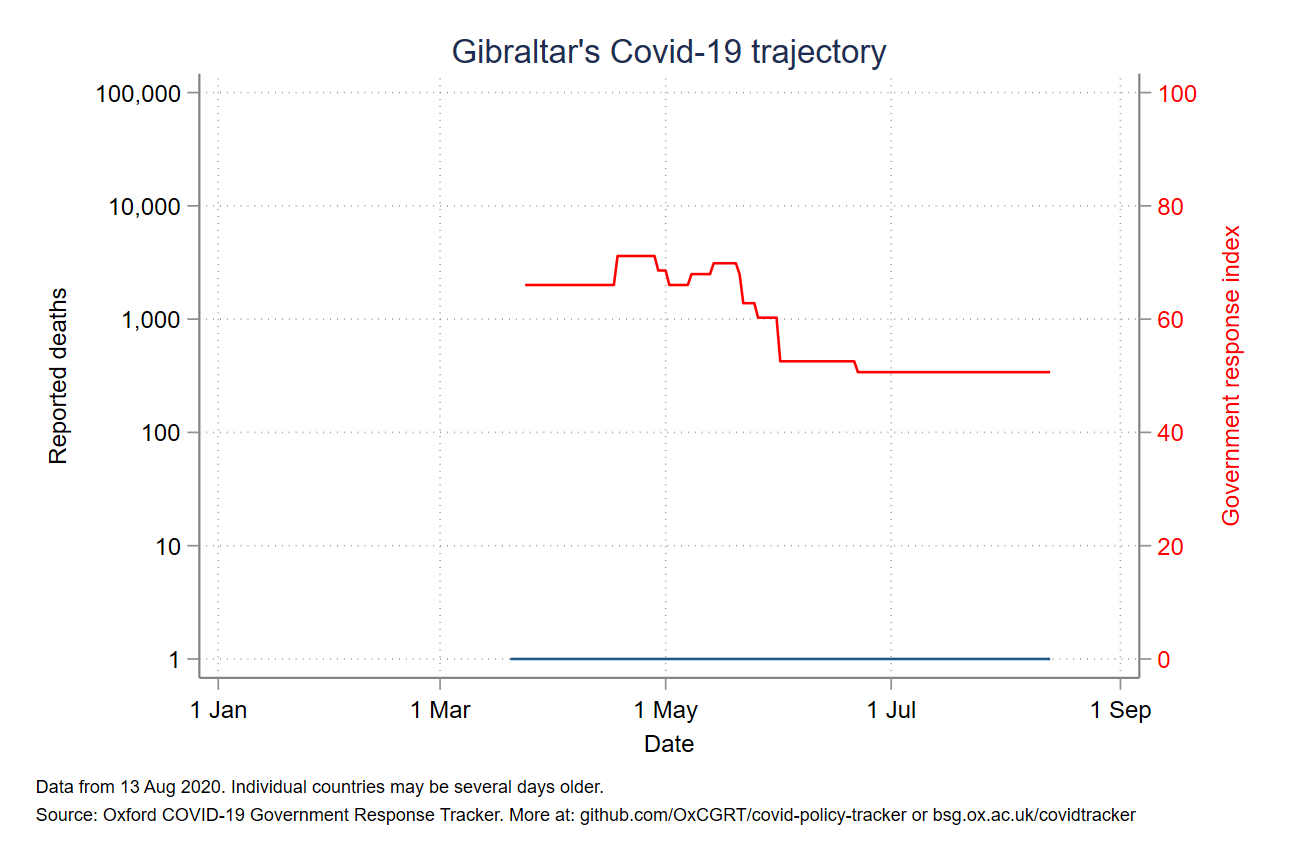 Gibraltar's Covid-19 trajectory
100,000
10,000
1,000
100
10
1
Reported deaths
100
80
60
40
20
0
Government response index
1 Jan
1 Mar
1 May
1 Jul
1 Sep
Date
Data from 13 Aug 2020. Individual countries may be several days older.
Source: Oxford COVID-19 Government Response Tracker. More at: github.com/OxCGRT/covid-policy-tracker or bsg.ox.ac.uk/covidtracker